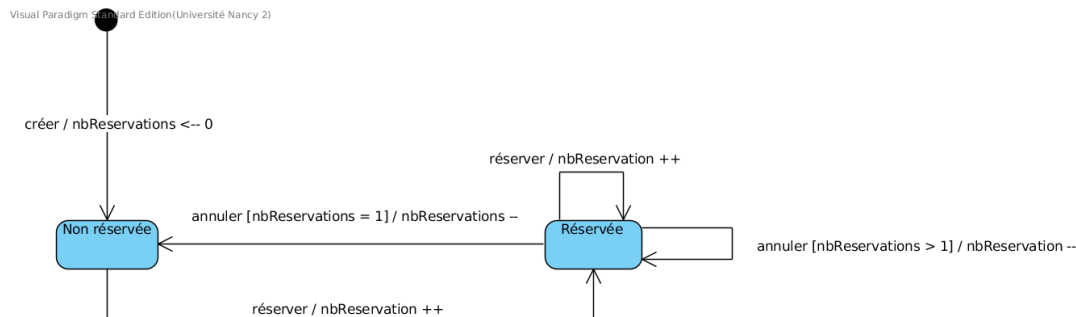 Visual Paradigm Standard Edition(Université Nancy 2)
créer / nbReservations <-- 0
réserver / nbReservation ++
annuler [nbReservations = 1] / nbReservations --
Non réservée
Réservée
annuler [nbReservations > 1] / nbReservation --
réserver / nbReservation ++